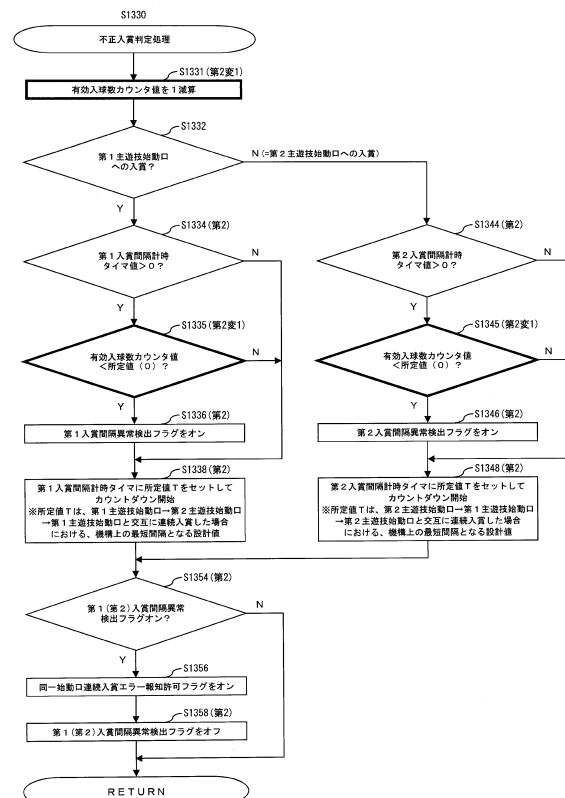 S1330
不正入賞判定処理
S1331(第2変1)
有効入球数カウンタ値を1減算
S1332
第1主遊技始動口
への入賞?
N(=第2主遊技始動口への入賞)
Y
S1334(第2)
第1入賞間隔計時
タイマ値>0?
N
Y
S1335(第2変1)
有効入球数カウンタ値
<所定値(0)?
N
Y
S1336(第2)
第1入賞間隔異常検出フラグをオン
S1338(第2)
第1入賞間隔計時タイマに所定値Tをセットして
カウントダウン開始
※所定値Tは、第1主遊技始動口→第2主遊技始動口
→第1主遊技始動口と交互に連続入賞した場合
における、機構上の最短間隔となる設計値
S1344(第2)
第2入賞間隔計時
タイマ値>0?
N
Y
S1345(第2変1)
有効入球数カウンタ値
<所定値(0)?
N
Y
S1346(第2)
第2入賞間隔異常検出フラグをオン
S1348(第2)
第2入賞間隔計時タイマに所定値Tをセットして
カウントダウン開始
※所定値Tは、第2主遊技始動口→第1主遊技始動口
→第2主遊技始動口と交互に連続入賞した場合
における、機構上の最短間隔となる設計値
S1354(第2)
第1(第2)入賞間隔異常
検出フラグオン?
N
Y
S1356
同一始動口連続入賞エラー報知許可フラグをオン
S1358(第2)
第1(第2)入賞間隔異常検出フラグをオフ
RETURN